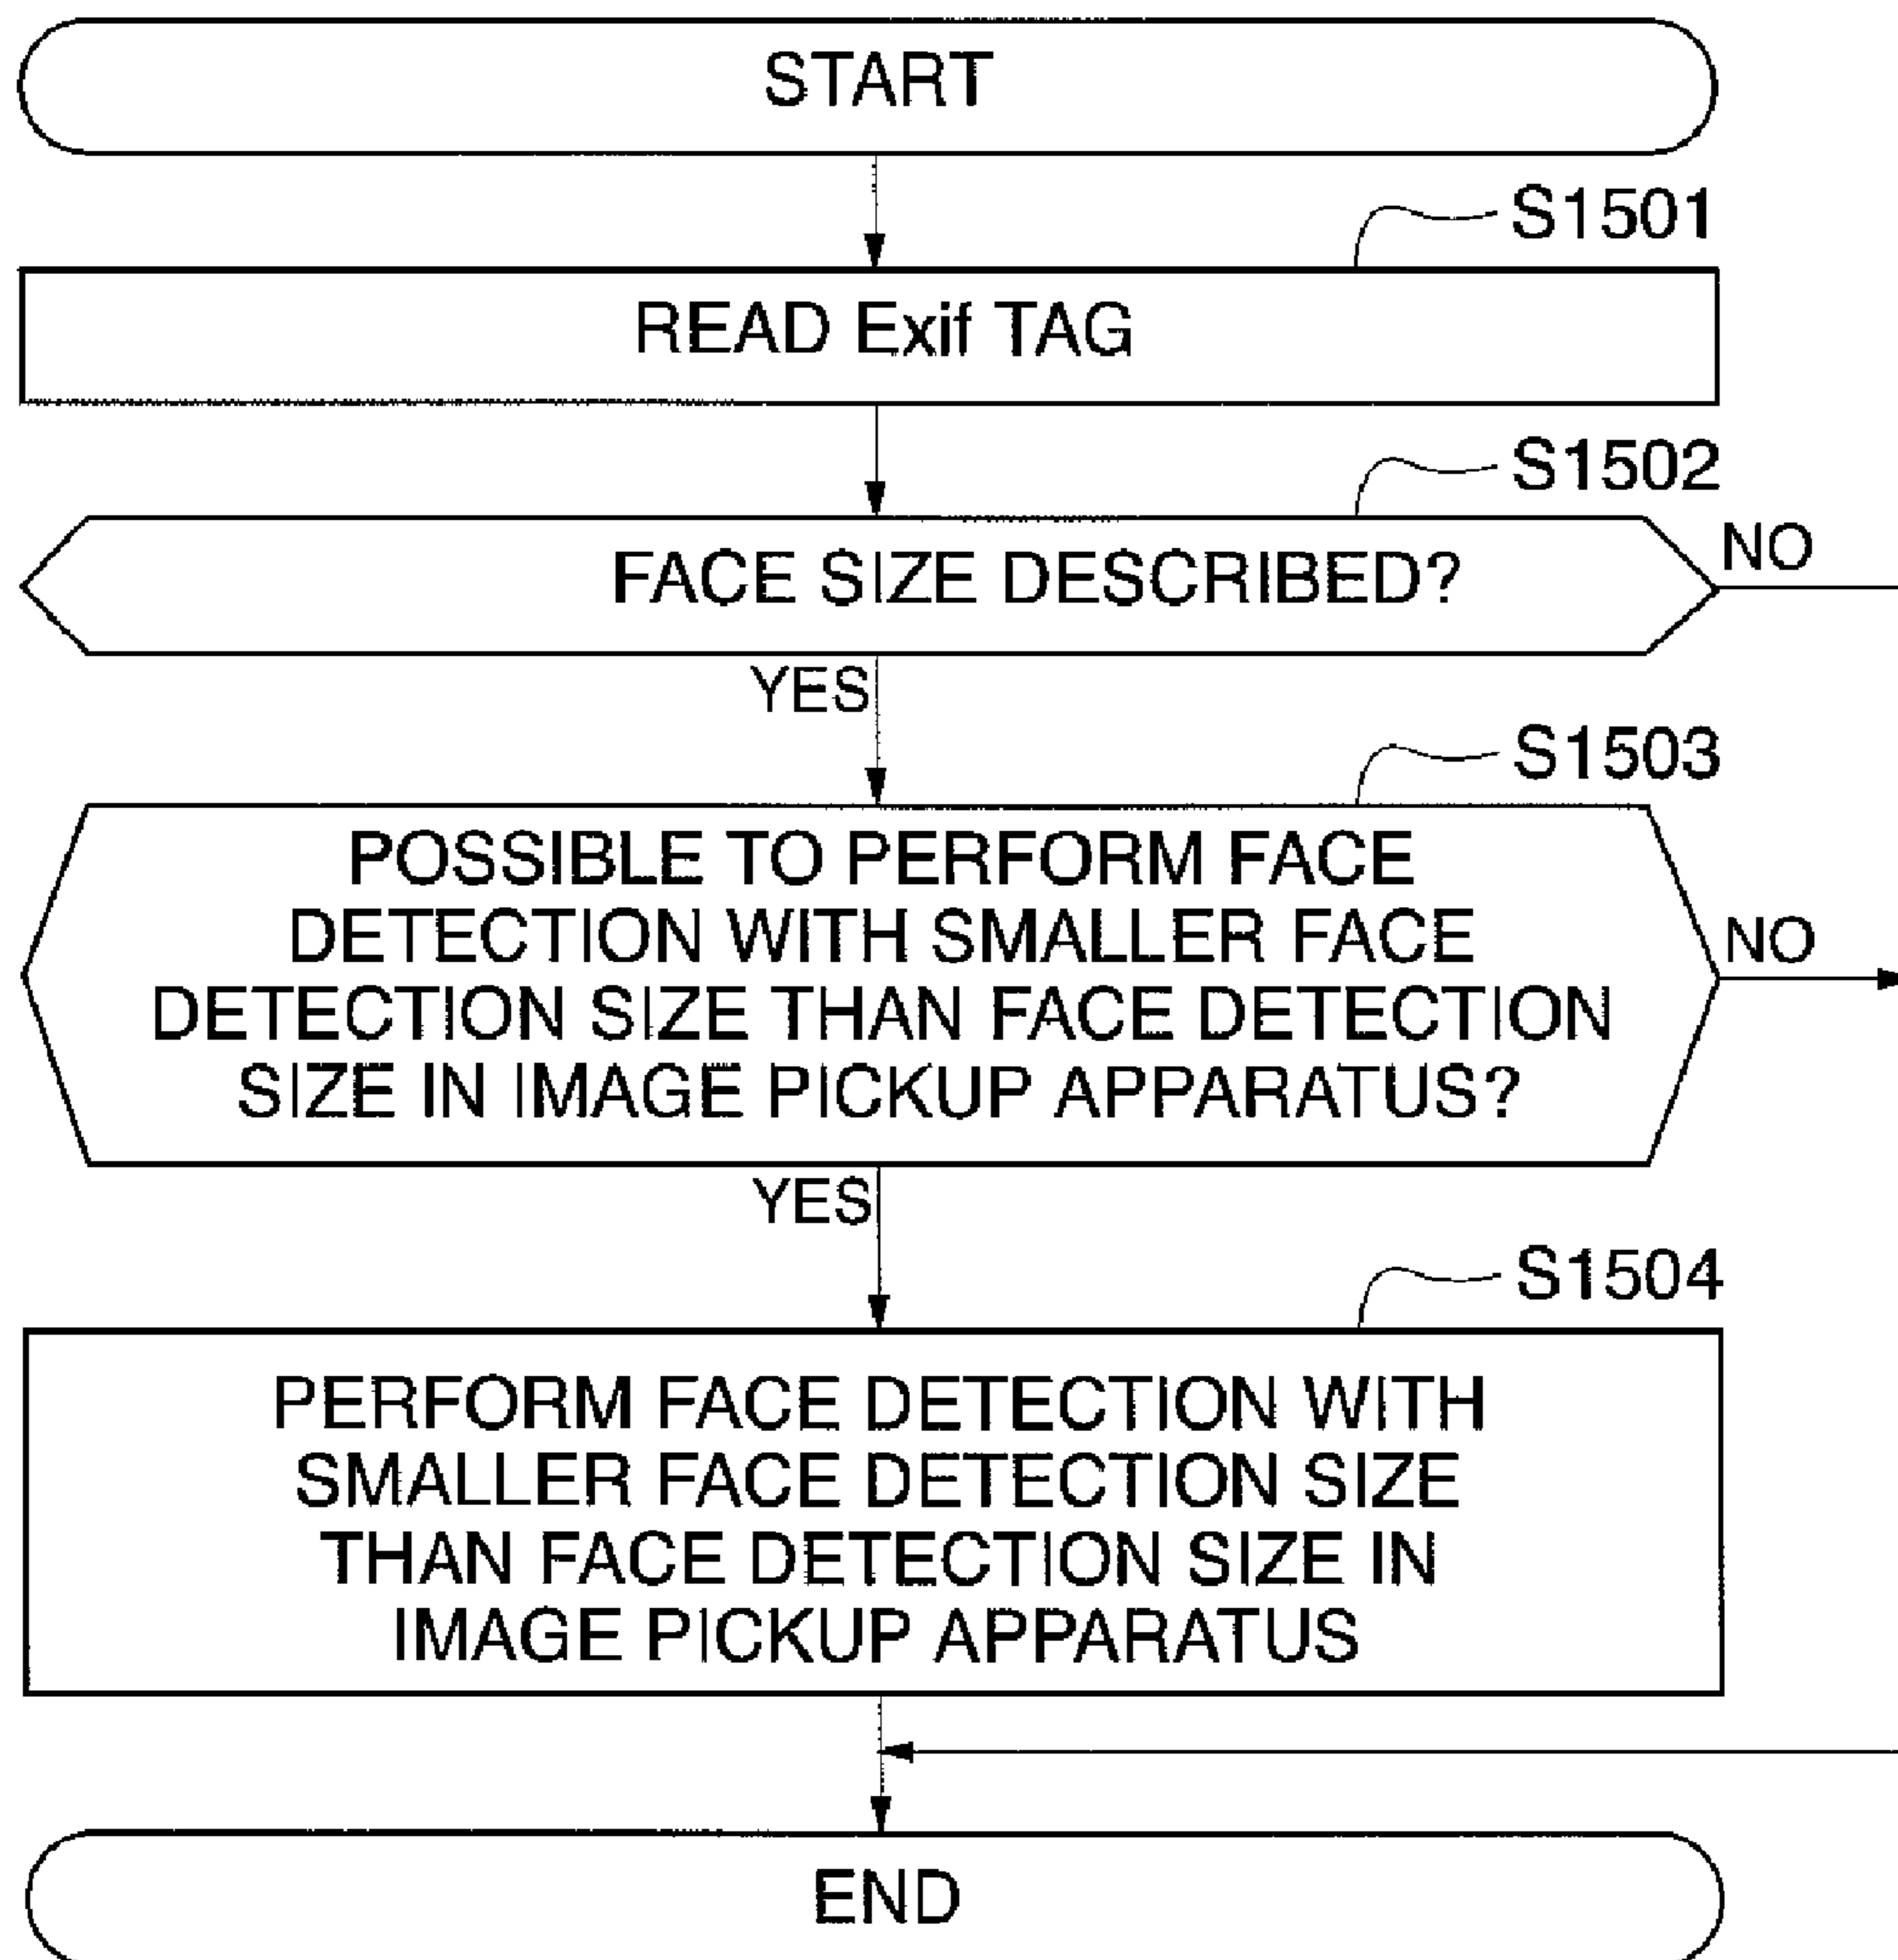 START
S1501
READ Exif TAG
S1502
FACE SIZE DESCRIBED?
NO
YES
S1503
POSSIBLE TO PERFORM FACE
DETECTION WITH SMALLER FACE
DETECTION SIZE THAN FACE DETECTION
SIZE IN IMAGE PICKUP APPARATUS?
NO
YES
S1504
PERFORM FACE DETECTION WITH
SMALLER FACE DETECTION SIZE
THAN FACE DETECTION SIZE IN
IMAGE PICKUP APPARATUS
END